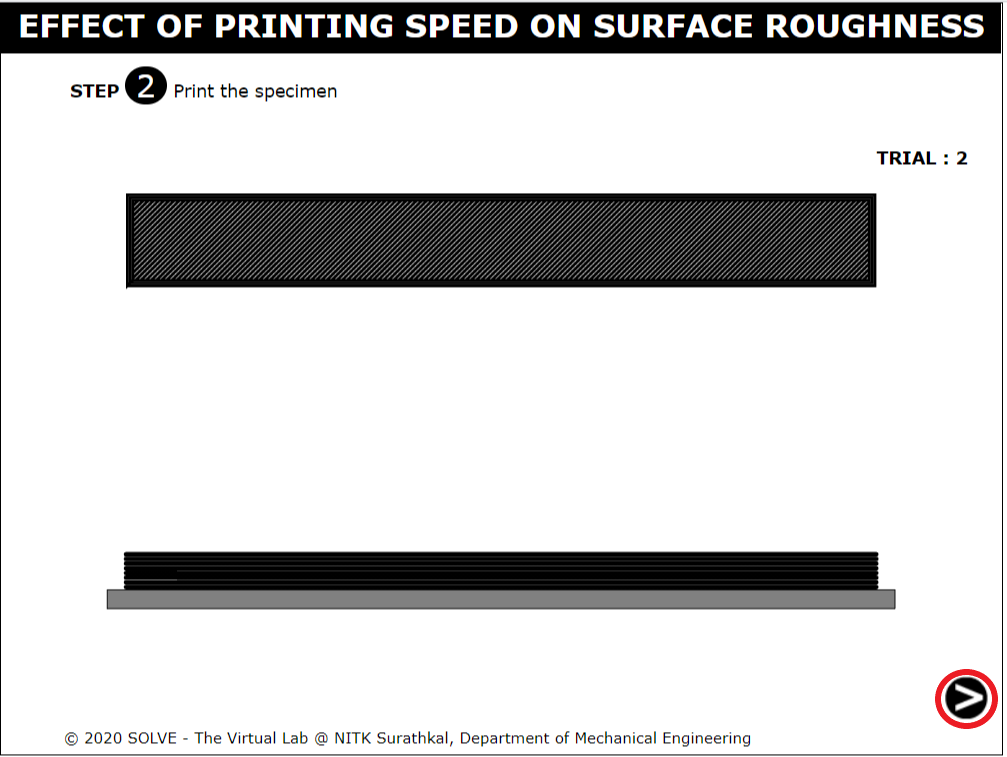 EFFECT OF PRINTING SPEED ON SURFACE ROUGHNESS
STEP 2 Print the specimen
TRIAL : 2
>
© 2020 SOLVE - The Virtual Lab @ NITK Surathkal, Department of Mechanical Engineering